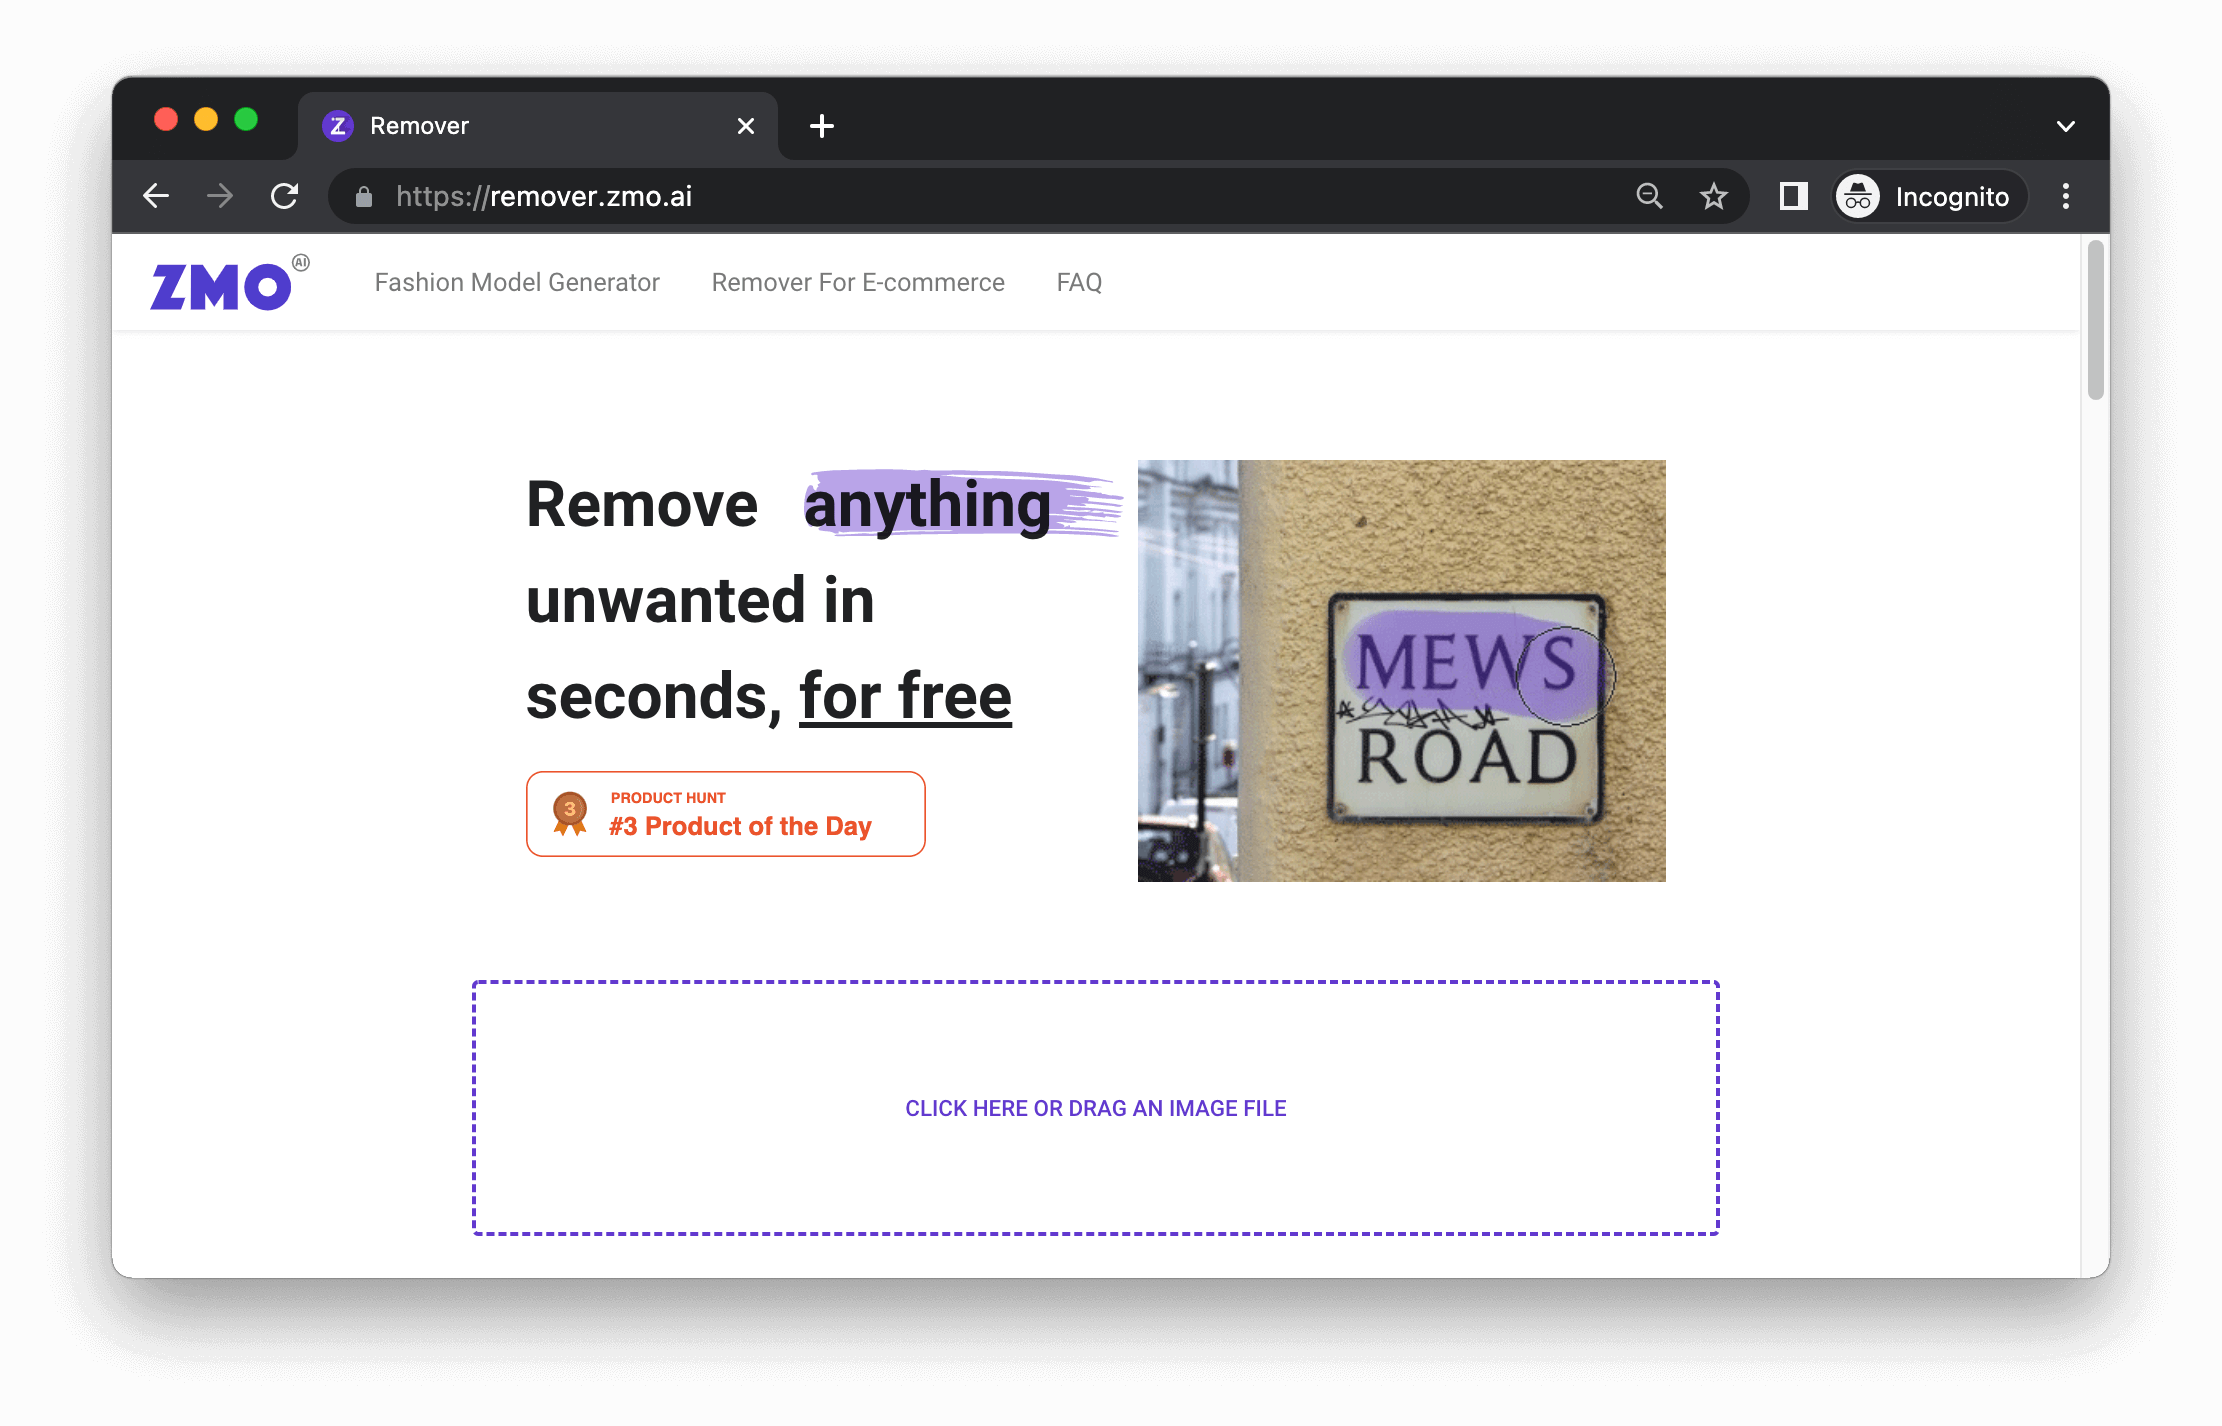 Remover
https://remover.zmo.ai
Incognito
ZMO AI
Fashion Model Generator
Remover For E-commerce
FAQ
Remove anything
unwanted in
seconds, for free
3
PRODUCT HUNT
#3 Product of the Day
MEWS
ROAD
CLICK HERE OR DRAG AN IMAGE FILE